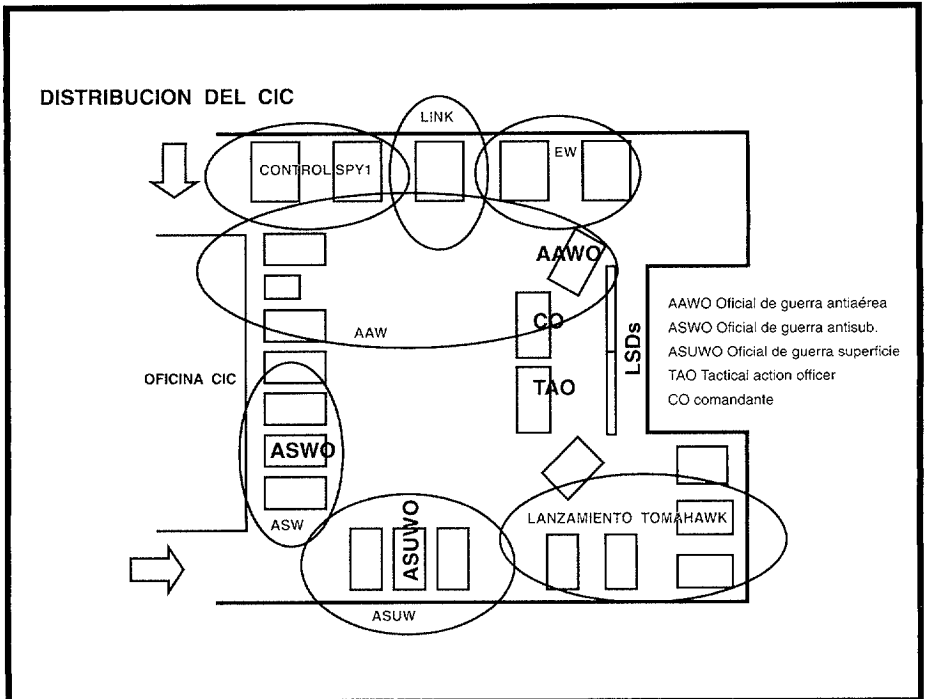 DISTRIBUCION DEL CIC
LINK
CONTROL SPY1
EW
AAWO
CO
AAW
TAO
LSDs
OFICINA CIC
ASWO
ASW
ASUWO
ASUW
LANZAMIENTO TOMAHAWK
AAWO Oficial de guerra antiaérea
ASWO Oficial de guerra antisub.
ASUWO Oficial de guerra superficie
TAO Tactical action officer
CO comandante